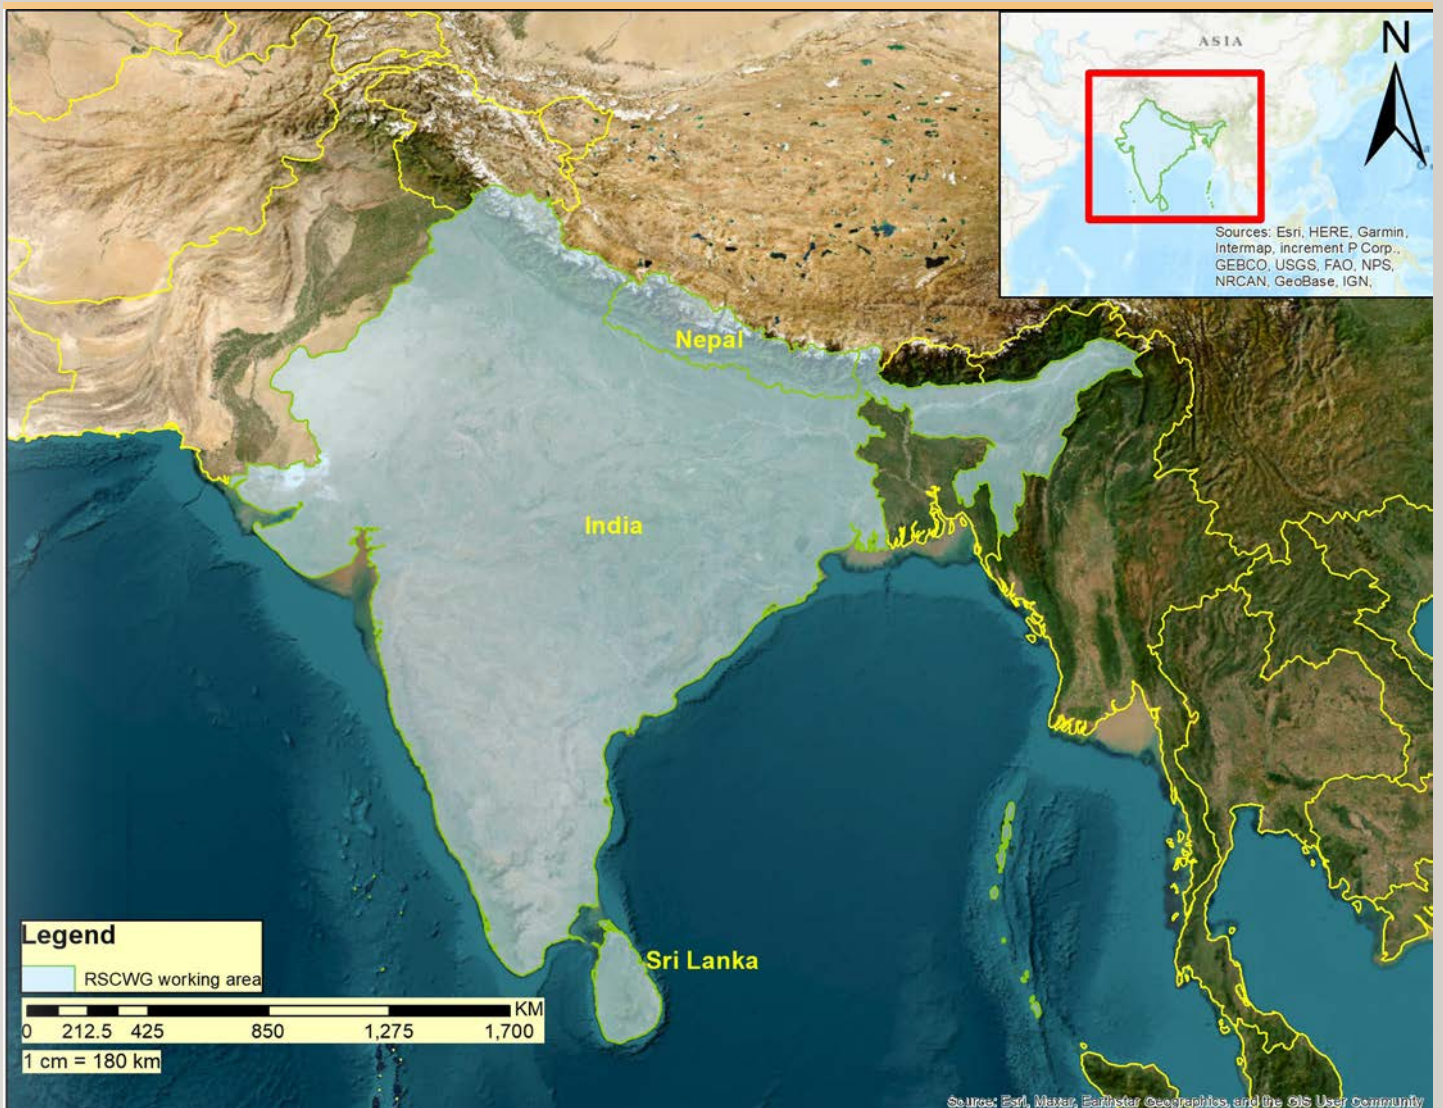 ASIA
N
Sources: Esri, HERE, Garmin,
Intermap, increment P Corp.,
GEBCO, USGS, FAO, NPS,
NRCAN, GeoBase, IGN,
Nepal
India
Sri Lanka
Legend
RSCWG working area
KM
0 212.5 425 850 1,275 1,700
1 cm = 180 km
Source: Esri, Maxar, Earthstar Geographics, and the GIS User Community